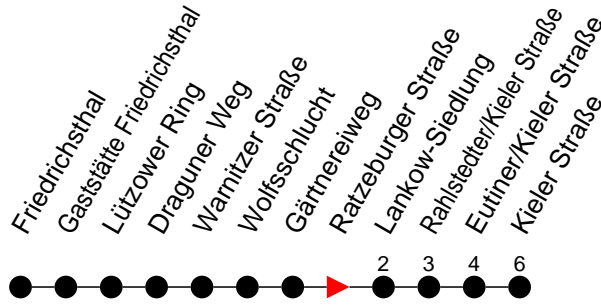 Friedrichsthal
Gaststätte Friedrichsthal
Lützower Ring
Draguner Weg
Warnitzer Straße
Wolfsschlucht
Gärtnereiweg
Ratzeburger Straße
Lankow-Siedlung
Rahlstedter/Kieler Straße
Eutiner/Kieler Straße
Kieler Straße
2 3 4 6